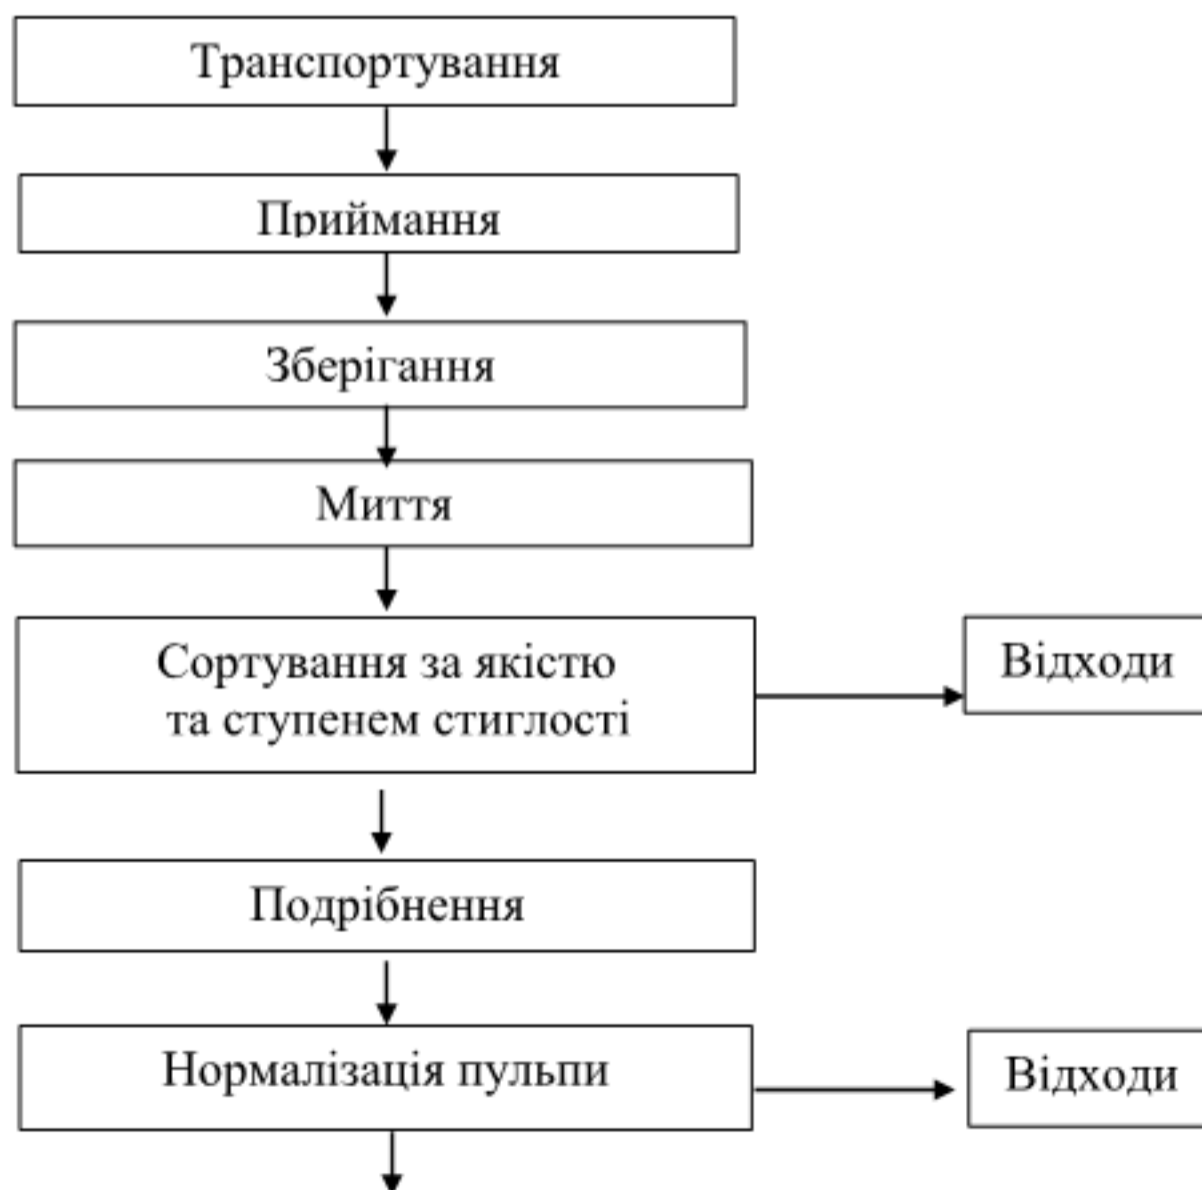 Транспортування
Приймання
Зберігання
Миття
Сортування за якістю
та ступенем стиглості
Відходи
Подрібнення
Нормалізація пульпи
Відходи